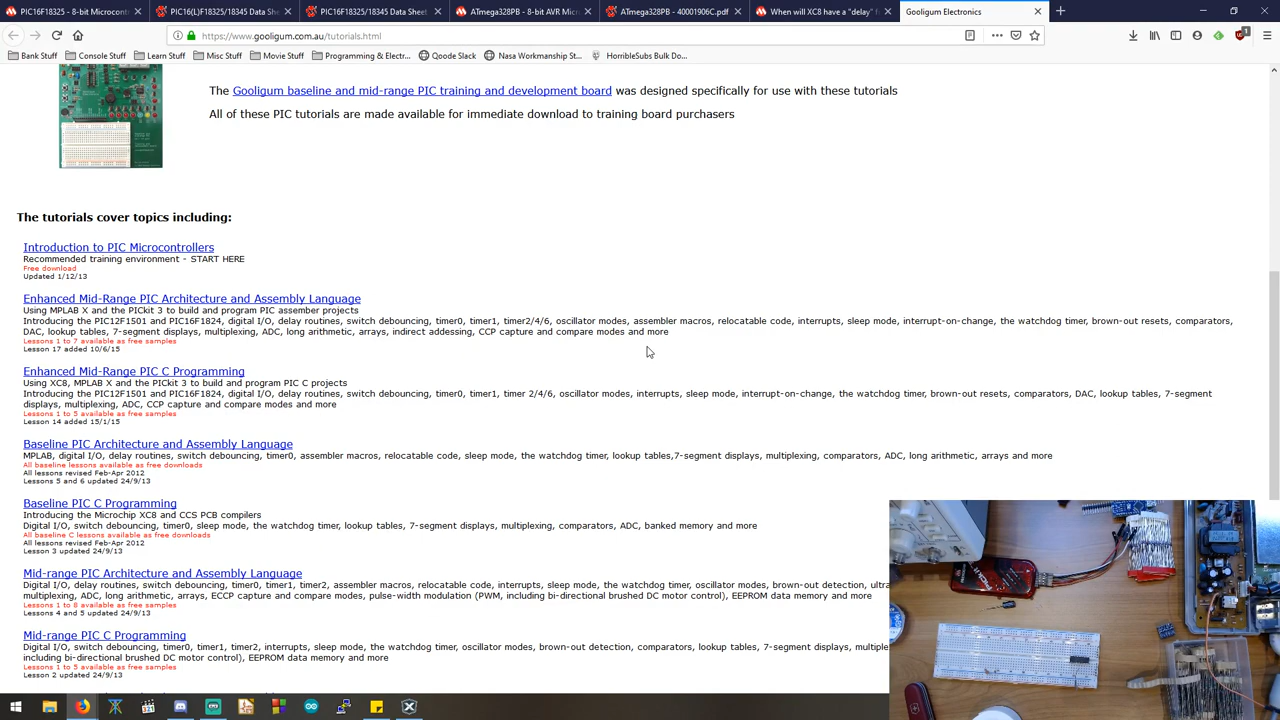 PIC16F18345 - 8-bit Microcont
PIC16(L)F18325/18345 Data She
PIC16F18325/18345 Data Sheet
ATmega328PB - 8-bit AVR Micro
ATmega328PB - 40001906C.pdf
When will XC8 have a "delay" f
Gooligum Electronics
https://www.gooligum.com.au/tutorials.html
Bank Stuff
Console Stuff
Learn Stuff
Misc Stuff
Movie Stuff
Programming & Electr...
Qoode Slack
Nasa Workmanship St...
HorribleSubs Bulk Do...
The Gooligum baseline and mid-range PIC training and development board was designed specifically for use with these tutorials
All of these PIC tutorials are made available for immediate download to training board purchasers
The tutorials cover topics including:
Introduction to PIC Microcontrollers
Recommended training environment - START HERE
Free download
Updated 1/12/13
Enhanced Mid-Range PIC Architecture and Assembly Language
Using MPLAB X and the PICkit 3 to build and program PIC assember projects
Introducing the PIC12F1501 and PIC16F1824, digital I/O, delay routines, switch debouncing, timer0, timer1, timer2/4/6, oscillator modes, assembler macros, relocatable code, interrupts, sleep mode, interrupt-on-change, the watchdog timer, brown-out resets, comparators,
DAC, lookup tables, 7-segment displays, multiplexing, ADC, long arithmetic, arrays, indirect addressing, CCP capture and compare modes and more
Lessons 1 to 7 available as free samples
Lesson 17 added 10/6/15
Enhanced Mid-Range PIC C Programming
Using XC8, MPLAB X and the PICkit 3 to build and program PIC C projects
Introducing the PIC12F1501 and PIC16F1824, digital I/O, delay routines, switch debouncing, timer0, timer1, timer 2/4/6, oscillator modes, interrupts, sleep mode, interrupt-on-change, the watchdog timer, brown-out resets, comparators, DAC, lookup tables, 7-segment
displays, multiplexing, ADC, CCP capture and compare modes and more
Lessons 1 to 5 available as free samples
Lesson 14 added 15/1/15
Baseline PIC Architecture and Assembly Language
MPLAB, digital I/O, delay routines, switch debouncing, timer0, assembler macros, relocatable code, sleep mode, the watchdog timer, lookup tables,7-segment displays, multiplexing, comparators, ADC, long arithmetic, arrays and more
All baseline lessons available as free downloads
All lessons revised Feb-Apr 2012
Lessons 5 and 6 updated 24/9/13
Baseline PIC C Programming
Introducing the Microchip XC8 and CCS PCB compilers
Digital I/O, switch debouncing, timer0, sleep mode, the watchdog timer, lookup tables, 7-segment displays, multiplexing, comparators, ADC, banked memory and more
All baseline C lessons available as free downloads
All lessons revised Feb-Apr 2012
Lesson 3 updated 24/9/13
Mid-range PIC Architecture and Assembly Language
Digital I/O, delay routines, switch debouncing, timer0, timer1, timer2, assembler macros, relocatable code, interrupts, sleep mode, the watchdog timer, oscillator modes, brown-out detection, ultra
multiplexing, ADC, long arithmetic, arrays, ECCP capture and compare modes, pulse-width modulation (PWM, including bi-directional brushed DC motor control), EEPROM data memory and more
Lessons 1 to 8 available as free samples
Lessons 4 and 5 updated 24/9/13
Mid-range PIC C Programming
Digital I/O, switch debouncing, timer0, timer1, timer2, interrupts, sleep mode, the watchdog timer, oscillator modes, brown-out detection, comparators, lookup tables, 7-segment displays, multiple
including bi-directional brushed DC motor control), EEPROM data memory and more
Lessons 1 to 5 available as free samples
Lesson 2 updated 24/9/13